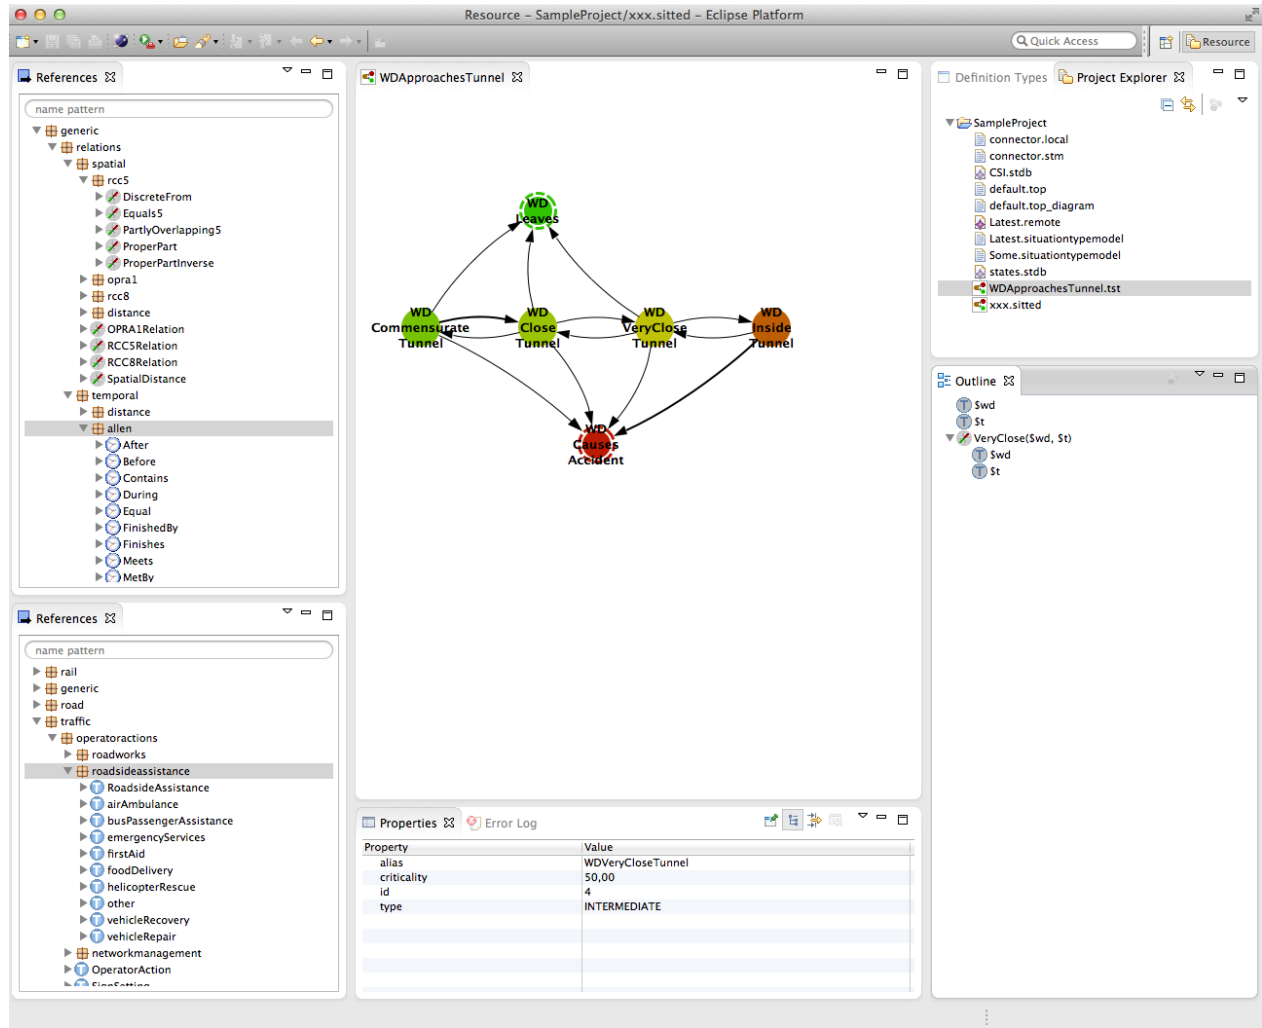 Resource – SampleProject/xxx.sitted – Eclipse Platform
Quick Access
Resource
References
name pattern
generic
relations
spatial
rcc5
DiscreteFrom
Equals5
PartlyOverlapping5
ProperPart
ProperPartInverse
opra1
rcc8
distance
OPRA1Relation
RCC5Relation
RCC8Relation
SpatialDistance
temporal
distance
allen
After
Before
Contains
During
Equal
FinishedBy
Finishes
Meets
MetBy
References
name pattern
rail
generic
road
traffic
operatoractions
roadworks
roadsideassistance
RoadsideAssistance
airAmbulance
busPassengerAssistance
emergencyServices
firstAid
foodDelivery
helicopterRescue
other
vehicleRecovery
vehicleRepair
networkmanagement
OperatorAction
SignSetting
WDApproachesTunnel
WD
Leaves
WD
Commensurate
Tunnel
WD
Close
Tunnel
WD
VeryClose
Tunnel
WD
Inside
Tunnel
WD
Causes
Accident
Properties
Error Log
Property Value
alias WDVeryCloseTunnel
criticality 50,00
id 4
type INTERMEDIATE
Definition Types
Project Explorer
SampleProject
connector.local
connector.stm
CSI.stdb
default.top
default.top_diagram
Latest.remote
Latest.situationtypemodel
Some.situationtypemodel
states.stdb
WDApproachesTunnel.tst
xxx.sitted
Outline
T $wd
T $t
VeryClose($wd, $t)
T $wd
T $t